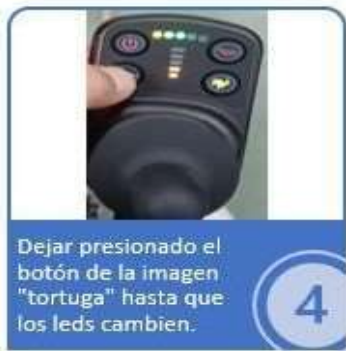 Dejar presionado el
botón de la imagen
"tortuga" hasta que
los leds cambien.
4